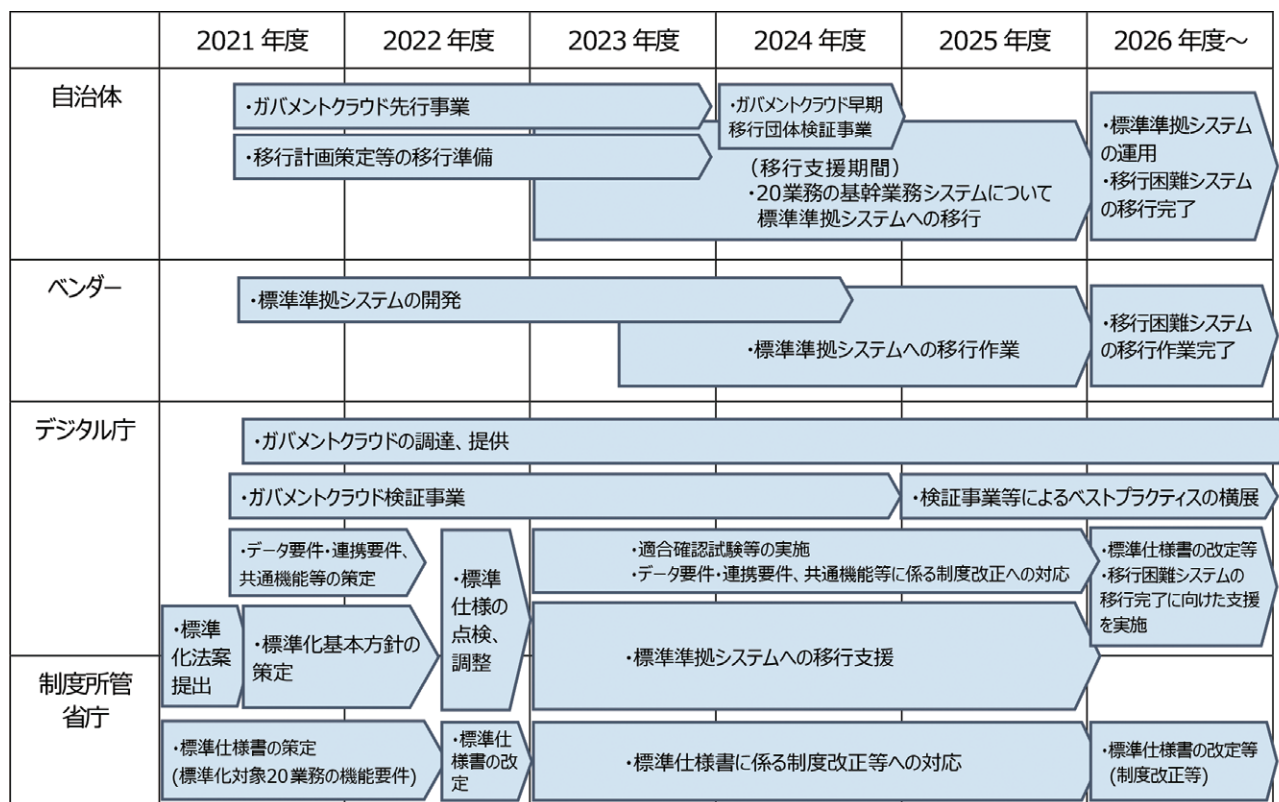 2021 年度
2022 年度
2023 年度
2024 年度
2025 年度
2026 年度～
自治体
・ガバメントクラウド先行事業
・移行計画策定等の移行準備
・ガバメントクラウド早期
移行団体検証事業
（移行支援期間）
・20業務の基幹業務システムについて
標準準拠システムへの移行
・標準準拠システム
の運用
・移行困難システム
の移行完了
ベンダー
・標準準拠システムの開発
・標準準拠システムへの移行作業
・移行困難システム
の移行作業完了
デジタル庁
・ガバメントクラウドの調達、提供
・ガバメントクラウド検証事業
・検証事業等によるベストプラクティスの横展
・データ要件・連携要件、
共通機能等の策定
・標準
仕様の
点検、
調整
・適合確認試験等の実施
・データ要件・連携要件、共通機能等に係る制度改正への対応
・標準仕様書の改定等
・移行困難システムの
移行完了に向けた支援
を実施
・標準
化法案
提出
・標準化基本方針の
策定
・標準準拠システムへの移行支援
制度所管
省庁
・標準仕様書の策定
(標準化対象20業務の機能要件)
・標準仕
様書の改
定
・標準仕様書に係る制度改正等への対応
・標準仕様書の改定等
(制度改正等)